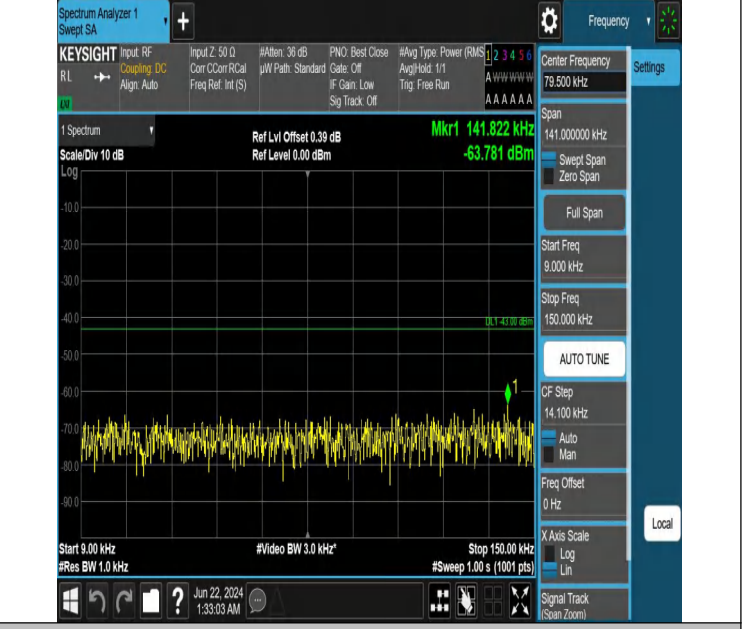 Spectrum Analyzer 1
Swept SA
+
Frequency
KEYSIGHT
RL
Input: RF
Coupling: DC
Align: Auto
Input Z: 50 Ω
Corr CCorr RCal
Freq Ref: Int (S)
#Atten: 36 dB
µW Path: Standard
PNO: Best Close
Gate: Off
IF Gain: Low
Sig Track: Off
#Avg Type: Power (RMS
Avg|Hold: 1/1
Trig: Free Run
1 2 3 4 5 6
A W W W W W
A A A A A A
1 Spectrum
Scale/Div 10 dB
Log
Ref Lvl Offset 0.39 dB
Ref Level 0.00 dBm
Mkr1 141.822 kHz
-63.781 dBm
-10.0
-20.0
-30.0
-40.0
DL1 -43.00 dBm
-50.0
-60.0
1
-70.0
-80.0
-90.0
Start 9.00 kHz
#Video BW 3.0 kHz*
Stop 150.00 kHz
#Res BW 1.0 kHz
#Sweep 1.00 s (1001 pts)
Jun 22, 2024
1:33:03 AM
?
Center Frequency
79.500 kHz
Settings
Span
141.000000 kHz
Swept Span
Zero Span
Full Span
Start Freq
9.000 kHz
Stop Freq
150.000 kHz
AUTO TUNE
CF Step
14.100 kHz
Auto
Man
Freq Offset
0 Hz
X Axis Scale
Log
Lin
Local
Signal Track
(Span Zoom)